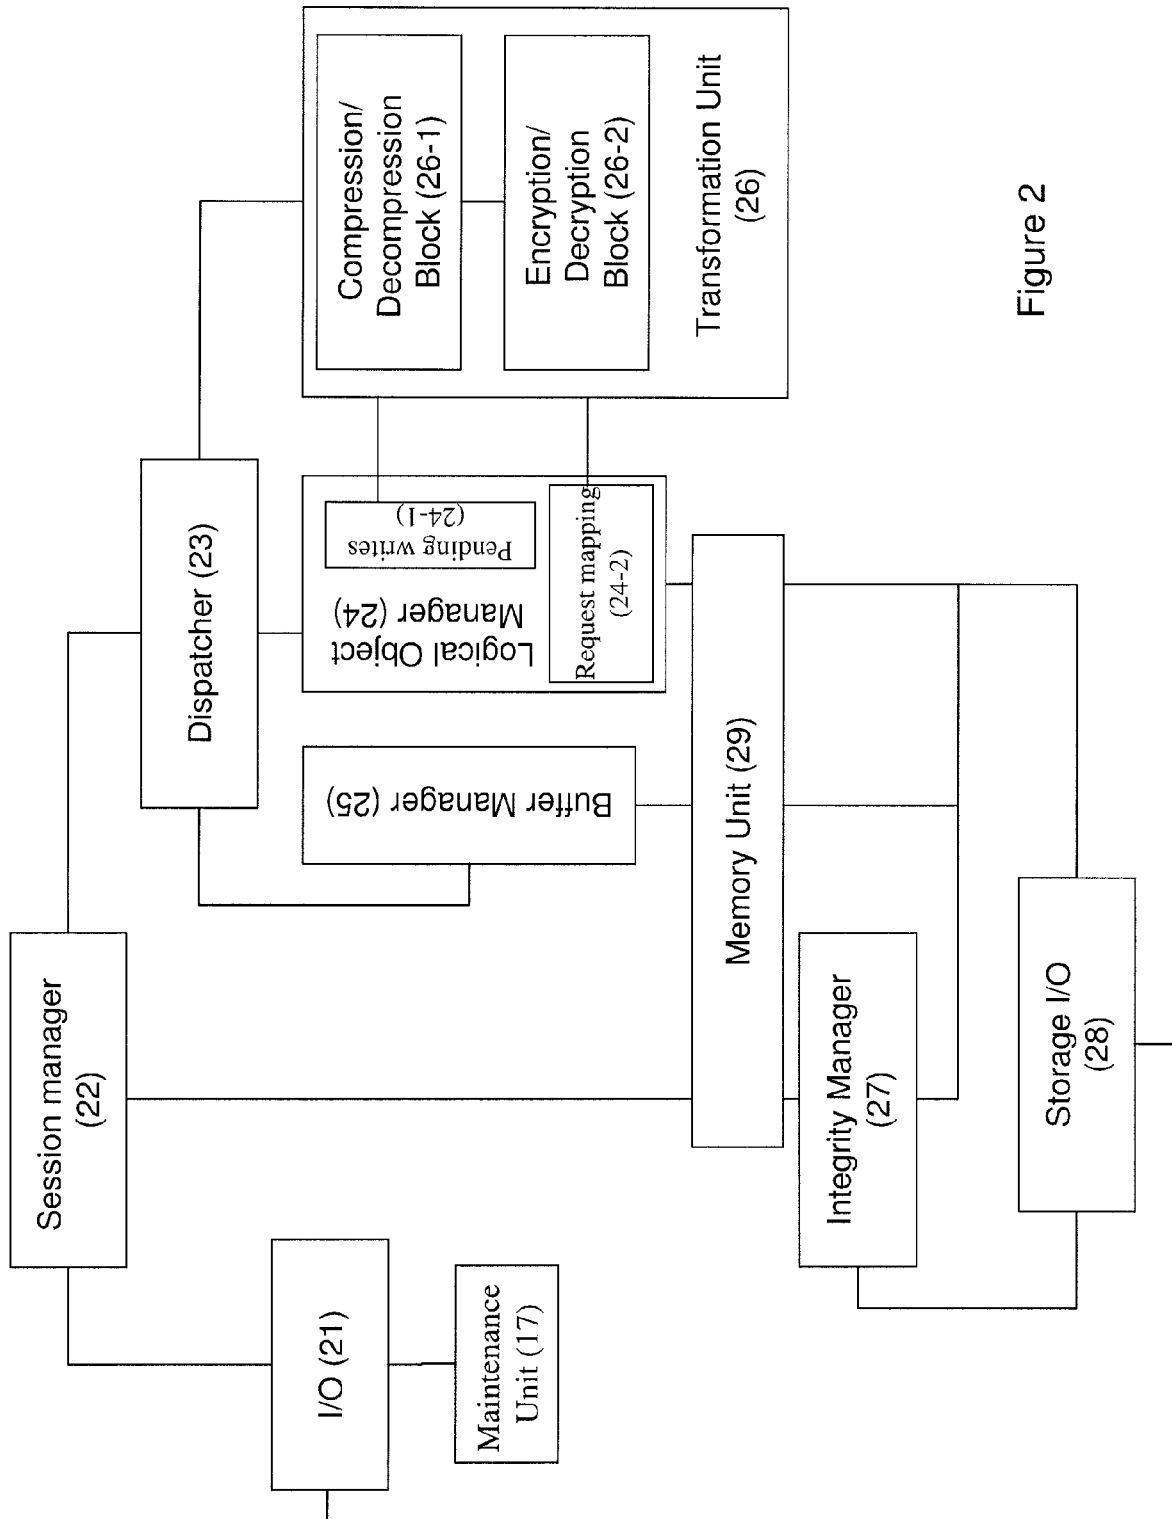 Session manager
(22)
I/O (21)
Maintenance
Unit (17)
Dispatcher (23)
Buffer Manager (25)
Logical Object
Manager (24)
Pending writes
(24-1)
Request mapping
(24-2)
Compression/
Decompression
Block (26-1)
Encryption/
Decryption
Block (26-2)
Transformation Unit
(26)
Memory Unit (29)
Integrity Manager
(27)
Storage I/O
(28)
Figure 2